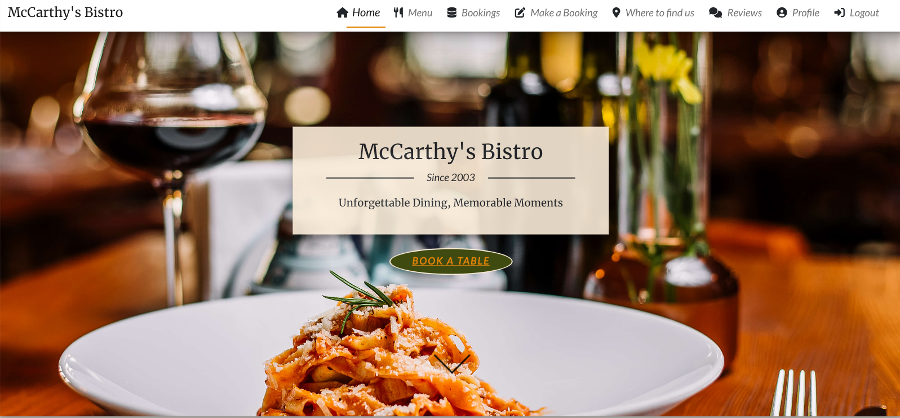 McCarthy's Bistro
Home Menu Bookings Make a Booking Where to find us Reviews Profile Logout
McCarthy's Bistro
Since 2003
Unforgettable Dining, Memorable Moments
BOOK A TABLE